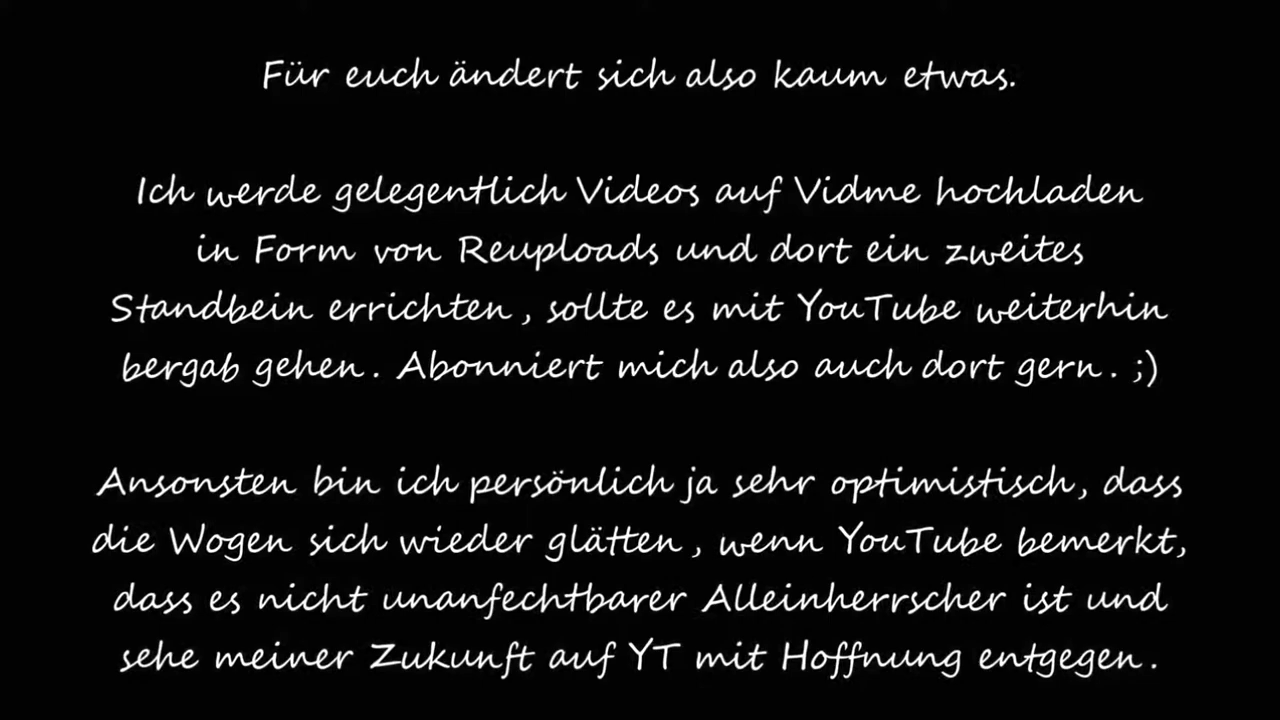 Für euch ändert sich also kaum etwas.
Ich werde gelegentlich Videos auf Vidme hochladen
in Form von Reuploads und dort ein zweites
Standbein errichten, sollte es mit YouTube weiterhin
bergab gehen. Abonniert mich also auch dort gern. ;)
Ansonsten bin ich persönlich ja sehr optimistisch, dass
die Wogen sich wieder glätten, wenn YouTube bemerkt,
dass es nicht unanfechtbarer Alleinherrscher ist und
sehe meiner Zukunft auf YT mit Hoffnung entgegen.